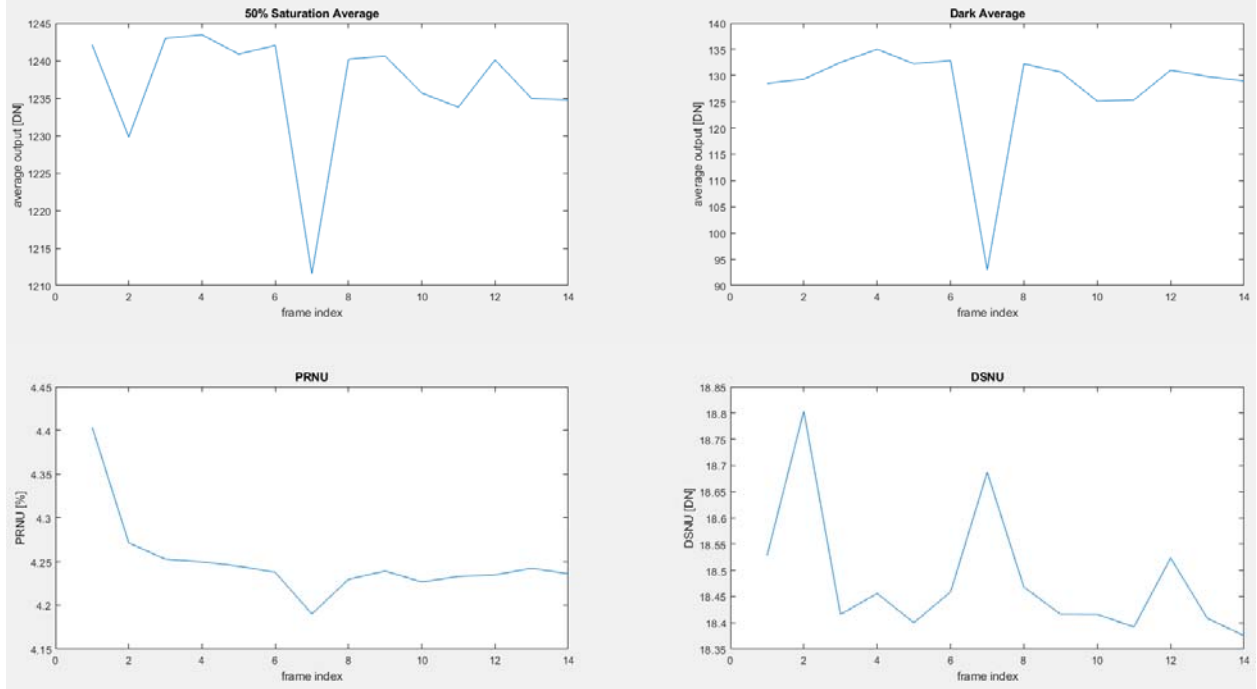 50% Saturation Average
1245
1240
1235
1230
1225
1220
1215
1210
average output [DN]
0 2 4 6 8 10 12 14
frame index
Dark Average
140
135
130
125
120
115
110
105
100
95
90
average output [DN]
0 2 4 6 8 10 12 14
frame index
PRNU
4.45
4.4
4.35
4.3
4.25
4.2
4.15
PRNU [%]
0 2 4 6 8 10 12 14
frame index
DSNU
18.85
18.8
18.75
18.7
18.65
18.6
18.55
18.5
18.45
18.4
18.35
DSNU [DN]
0 2 4 6 8 10 12 14
frame index